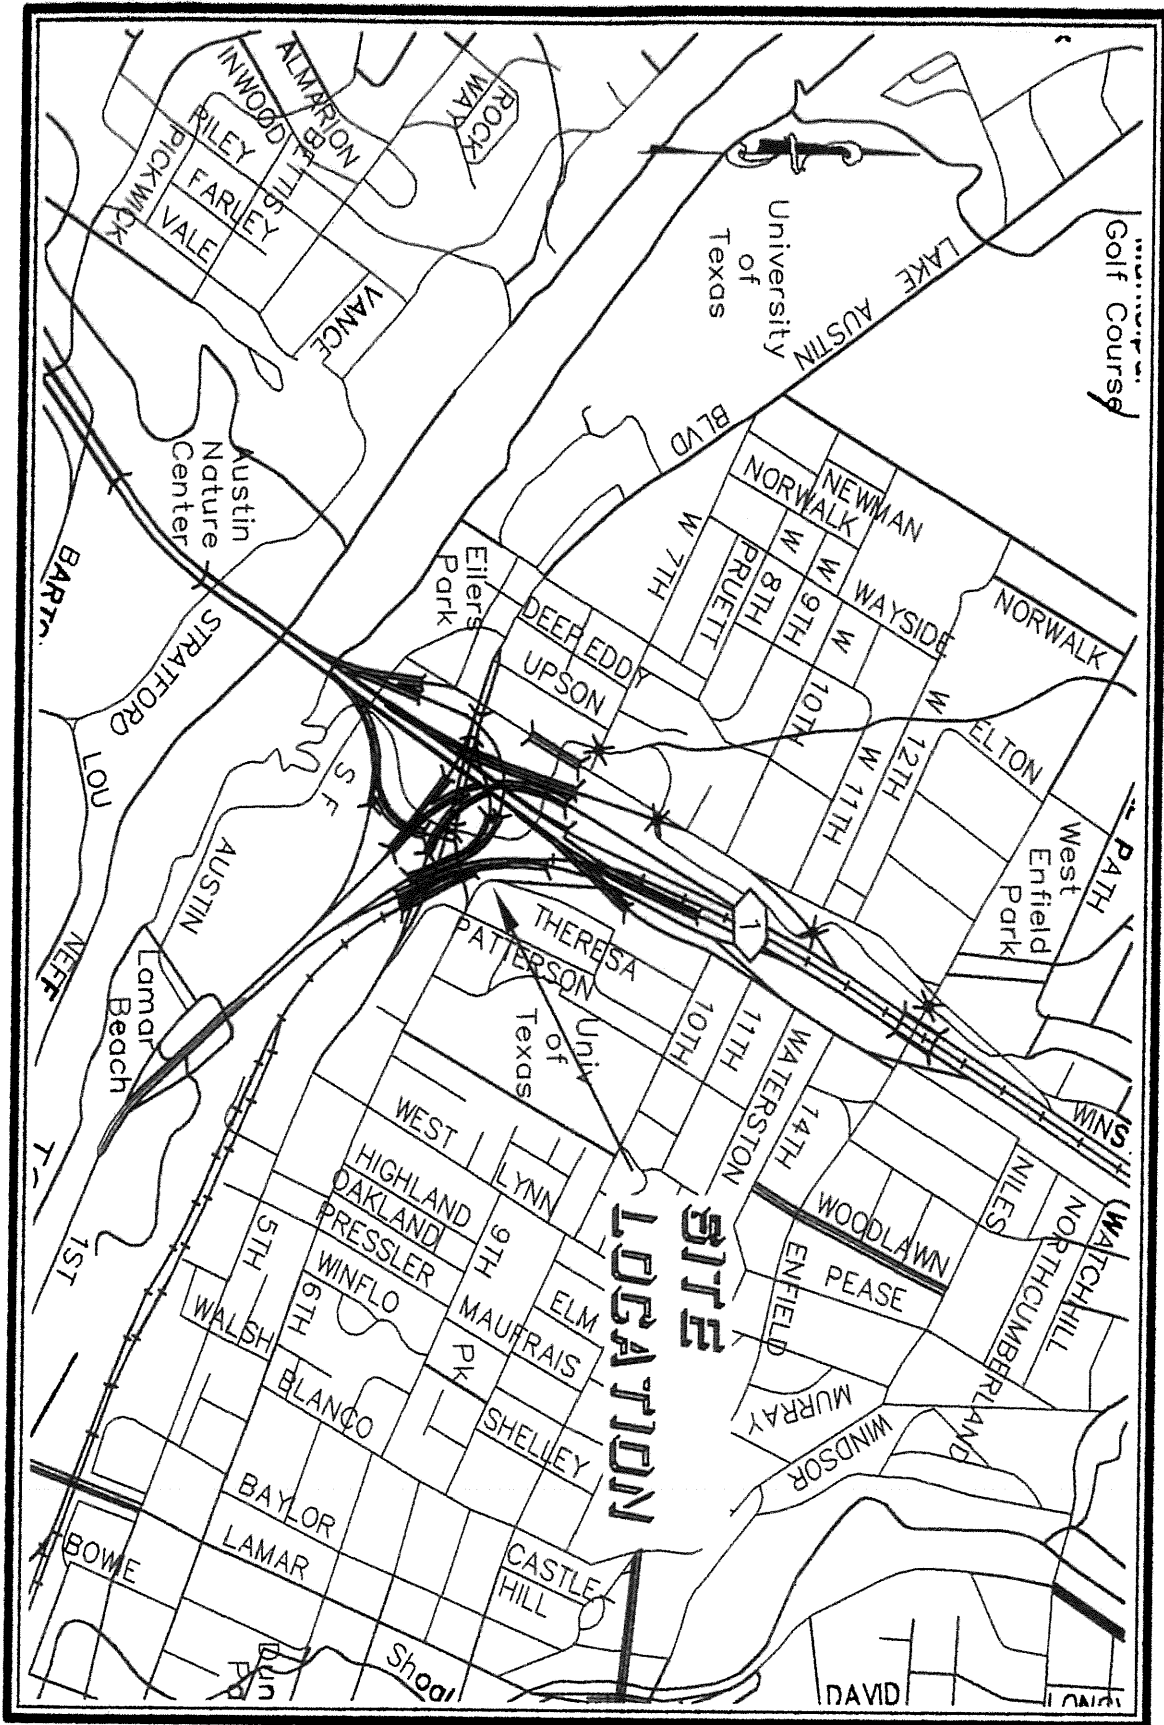 ALMARION
INWOOD
BETTIS
RILEY
PICKWICK
FARLEY
VALE
VANCE
ROCK
WAY
University
of
Texas
Golf Course
LAKE AUSTIN BLVD
Austin
Nature
Center
STRATFORD
LOU
NEFF
AUSTIN
S F
Eilers
Park
DEEP EDDY
UPSON
W 7TH
PRUETT
W 8TH
W 9TH
W 10TH
W 11TH
W 12TH
NORWALK
NEWMAN
WAYSIDE
NORWALK
ELTON
PATH
West
Enfield
Park
1
THERESA
PATTERSON
Univ
of
Texas
10TH
11TH
WATERSTON
14TH
Lamar
Beach
WEST
LYNN
HIGHLAND
OAKLAND
PRESSLER
WINFLO
9TH
MAUFRAIS
ELM
Pk
SHELLEY
5TH
6TH
WALSH
BLANCO
BAYLOR
LAMAR
BOWIE
1ST
SITE
LOCATION
WOODLAWN
PEASE
ENFIELD
MURRAY
WINDSOR
NILES
NORTHCUMBERLAND
(WATCHHILL
WINS
CASTLE
HILL
Shoal
DAVID